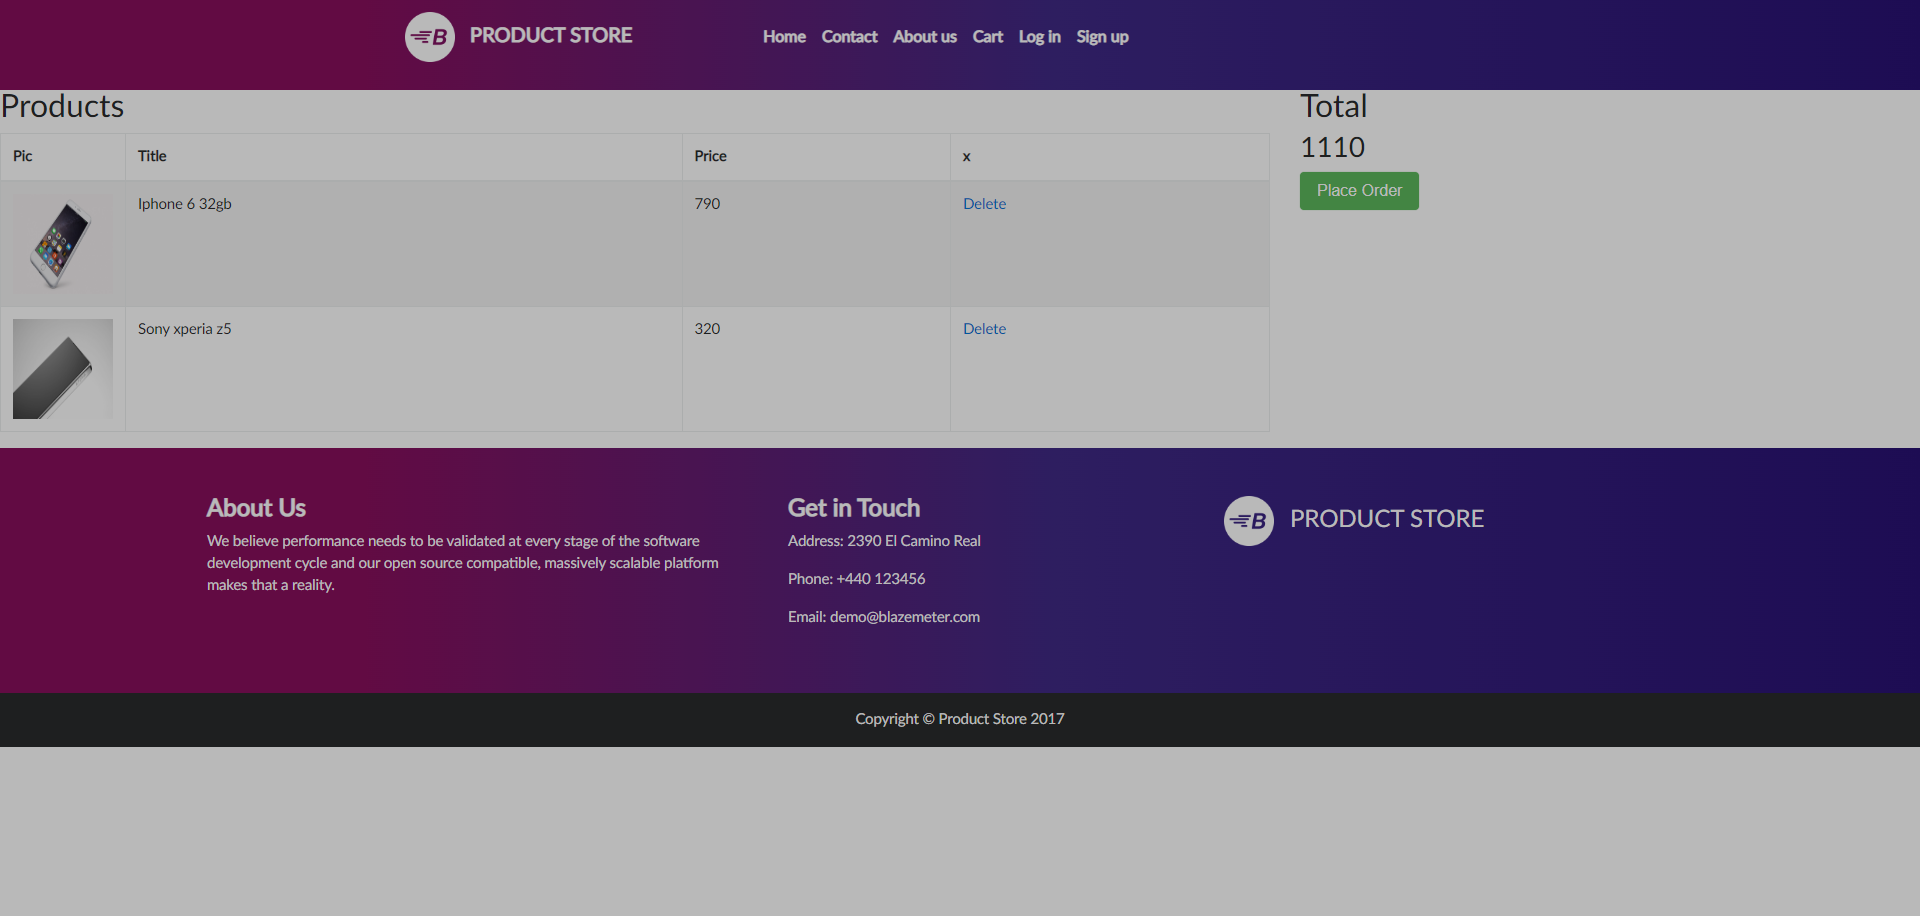 B PRODUCT STORE
Home Contact About us Cart Log in Sign up
Products
Pic Title Price x
Iphone 6 32gb 790 Delete
Sony xperia z5 320 Delete
Total
1110
Place Order
About Us
We believe performance needs to be validated at every stage of the software
development cycle and our open source compatible, massively scalable platform
makes that a reality.
Get in Touch
Address: 2390 El Camino Real
Phone: +440 123456
Email: demo@blazemeter.com
B PRODUCT STORE
Copyright © Product Store 2017